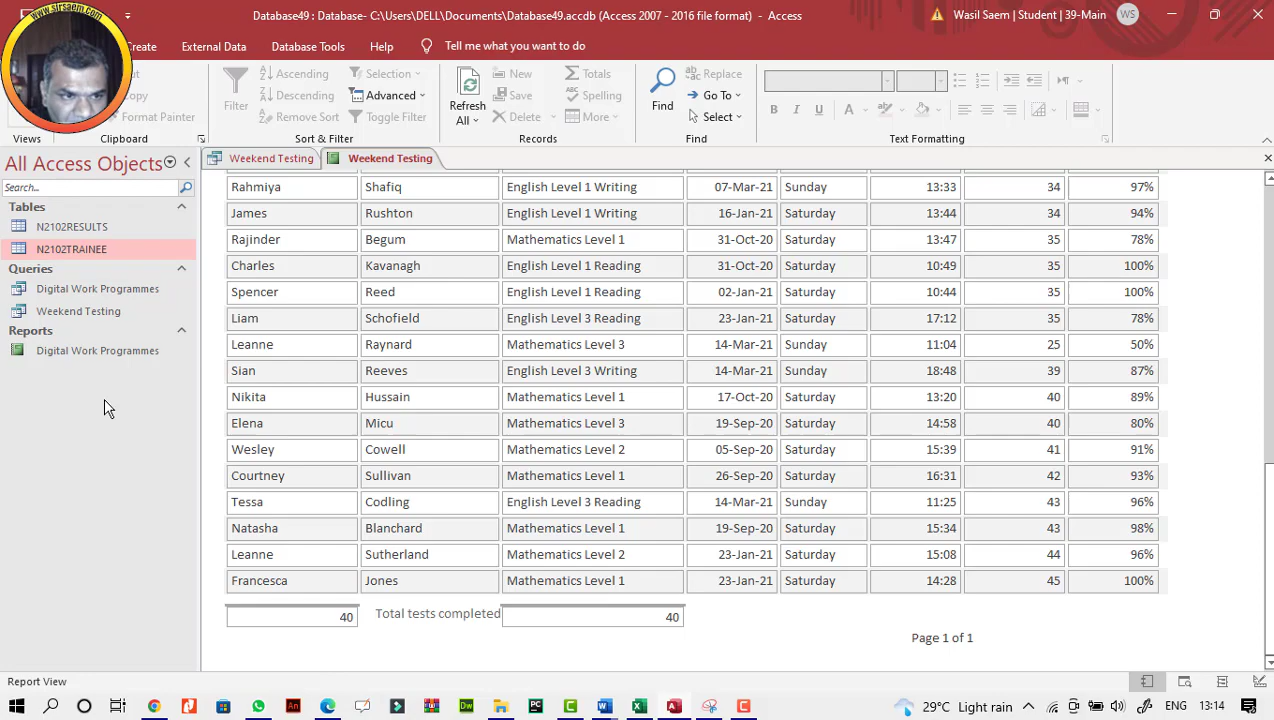 www.sirsaem.com
Database49 : Database- C:\Users\DELL\Documents\Database49.accdb (Access 2007 - 2016 file format) - Access
Wasil Saem | Student | 39-Main WS
External Data Database Tools Help Tell me what you want to do
Filter Ascending Descending Remove Sort Selection Advanced Toggle Filter
Refresh All New Save Delete Totals Spelling More
Find Replace Go To Select
Format Painter
Views Clipboard Sort & Filter Records Find Text Formatting
All Access Objects
Search...
Tables
N2102RESULTS
N2102TRAINEE
Queries
Digital Work Programmes
Weekend Testing
Reports
Digital Work Programmes
Weekend Testing Weekend Testing
Rahmiya Shafiq English Level 1 Writing 07-Mar-21 Sunday 13:33 34 97%
James Rushton English Level 1 Writing 16-Jan-21 Saturday 13:44 34 94%
Rajinder Begum Mathematics Level 1 31-Oct-20 Saturday 13:47 35 78%
Charles Kavanagh English Level 1 Reading 31-Oct-20 Saturday 10:49 35 100%
Spencer Reed English Level 1 Reading 02-Jan-21 Saturday 10:44 35 100%
Liam Schofield English Level 3 Reading 23-Jan-21 Saturday 17:12 35 78%
Leanne Raynard Mathematics Level 3 14-Mar-21 Sunday 11:04 25 50%
Sian Reeves English Level 3 Writing 14-Mar-21 Sunday 18:48 39 87%
Nikita Hussain Mathematics Level 1 17-Oct-20 Saturday 13:20 40 89%
Elena Micu Mathematics Level 3 19-Sep-20 Saturday 14:58 40 80%
Wesley Cowell Mathematics Level 2 05-Sep-20 Saturday 15:39 41 91%
Courtney Sullivan Mathematics Level 1 26-Sep-20 Saturday 16:31 42 93%
Tessa Codling English Level 3 Reading 14-Mar-21 Sunday 11:25 43 96%
Natasha Blanchard Mathematics Level 1 19-Sep-20 Saturday 15:34 43 98%
Leanne Sutherland Mathematics Level 2 23-Jan-21 Saturday 15:08 44 96%
Francesca Jones Mathematics Level 1 23-Jan-21 Saturday 14:28 45 100%
40 Total tests completed 40
Page 1 of 1
Report View
29°C Light rain ENG 13:14